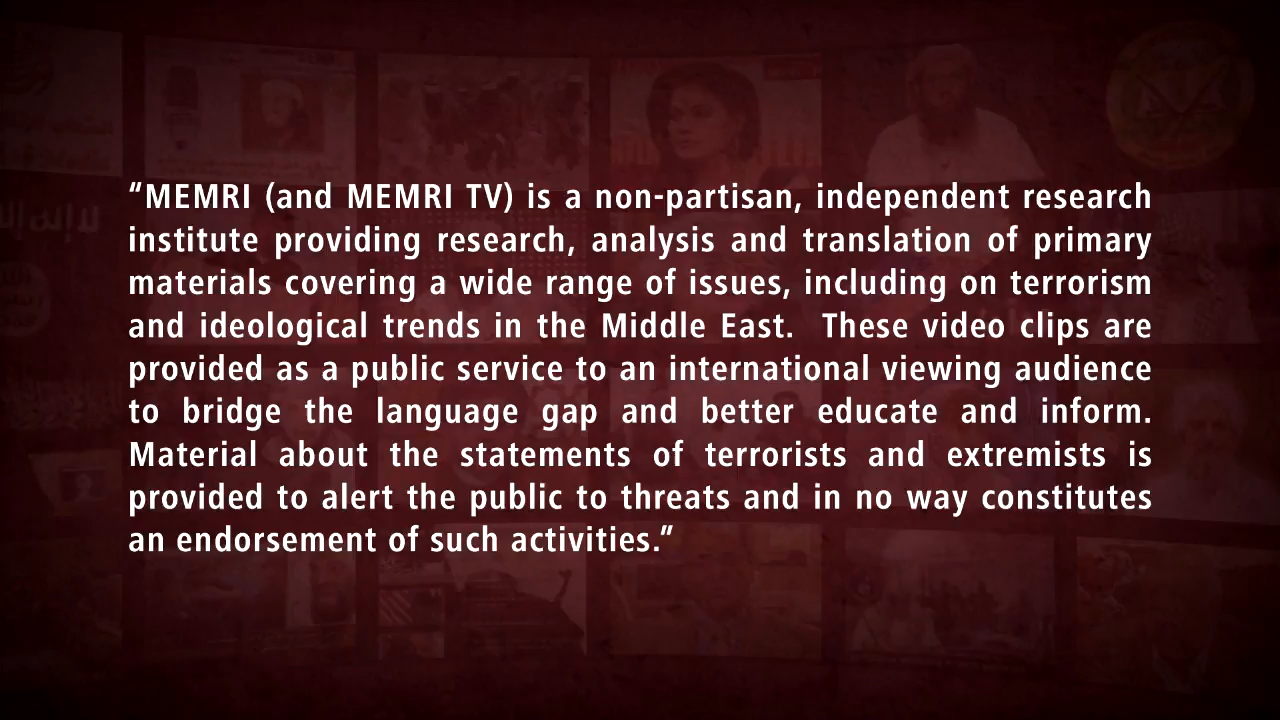 “MEMRI (and MEMRI TV) is a non-partisan, independent research
institute providing research, analysis and translation of primary
materials covering a wide range of issues, including on terrorism
and ideological trends in the Middle East.  These video clips are
provided as a public service to an international viewing audience
to bridge the language gap and better educate and inform.
Material about the statements of terrorists and extremists is
provided to alert the public to threats and in no way constitutes
an endorsement of such activities.”